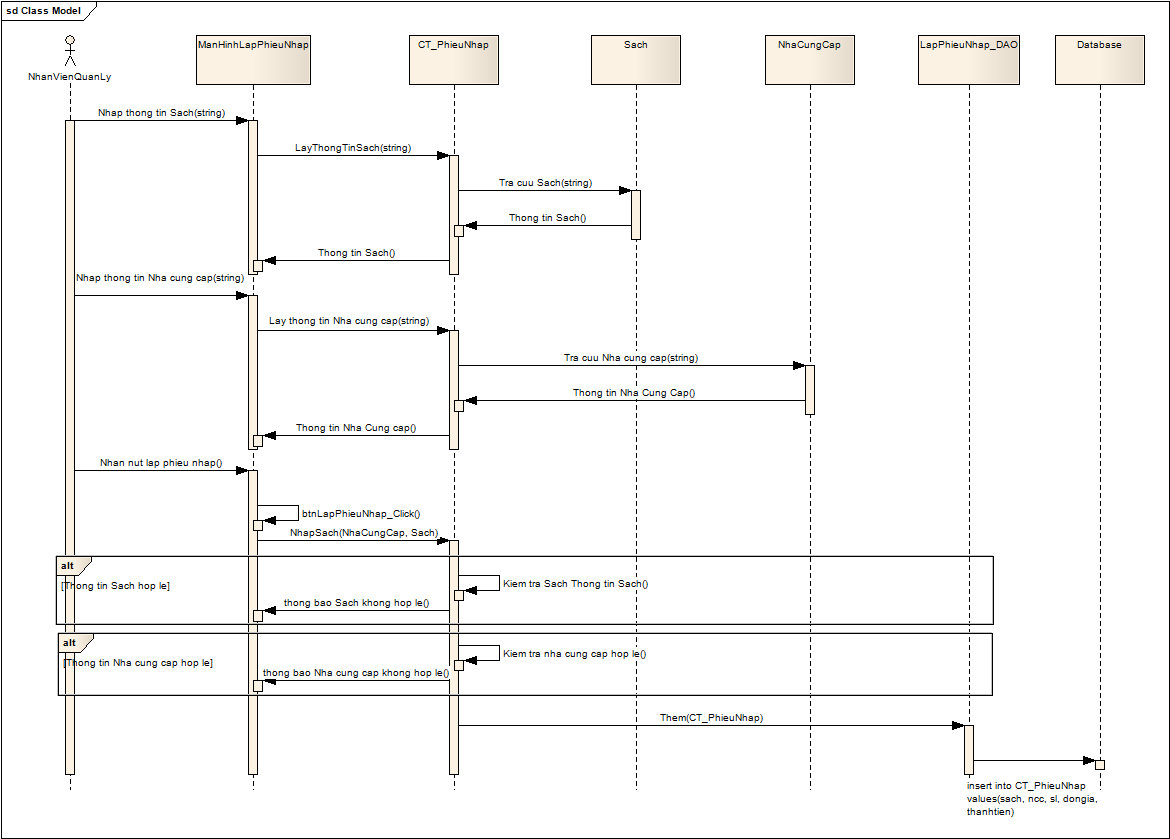 sd Class Model
NhanVienQuanLy
ManHinhLapPhieuNhap
CT_PhieuNhap
Sach
NhaCungCap
LapPhieuNhap_DAO
Database
Nhap thong tin Sach(string)
LayThongTinSach(string)
Tra cuu Sach(string)
Thong tin Sach()
Thong tin Sach()
Nhap thong tin Nha cung cap(string)
Lay thong tin Nha cung cap(string)
Tra cuu Nha cung cap(string)
Thong tin Nha Cung Cap()
Thong tin Nha Cung cap()
Nhan nut lap phieu nhap()
btnLapPhieuNhap_Click()
NhapSach(NhaCungCap, Sach)
alt
[Thong tin Sach hop le]
Kiem tra Sach Thong tin Sach()
thong bao Sach khong hop le()
alt
[Thong tin Nha cung cap hop le]
Kiem tra nha cung cap hop le()
thong bao Nha cung cap khong hop le()
Them(CT_PhieuNhap)
insert into CT_PhieuNhap
values(sach, ncc, sl, dongia,
thanhtien)